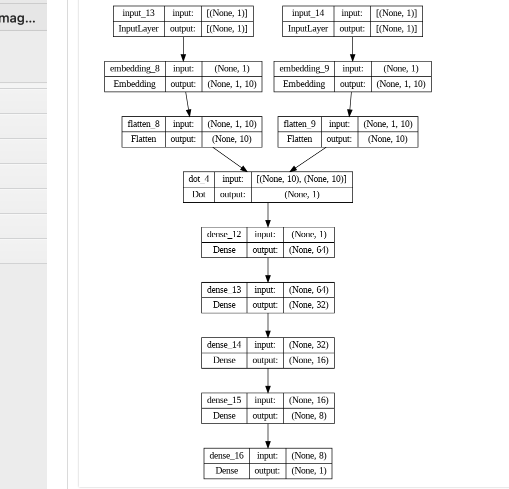 mag...
input_13 input: [(None, 1)] input_14 input: [(None, 1)]
InputLayer output: [(None, 1)] InputLayer output: [(None, 1)]
embedding_8 input: (None, 1) embedding_9 input: (None, 1)
Embedding output: (None, 1, 10) Embedding output: (None, 1, 10)
flatten_8 input: (None, 1, 10) flatten_9 input: (None, 1, 10)
Flatten output: (None, 10) Flatten output: (None, 10)
dot_4 input: [(None, 10), (None, 10)]
Dot output: (None, 1)
dense_12 input: (None, 1)
Dense output: (None, 64)
dense_13 input: (None, 64)
Dense output: (None, 32)
dense_14 input: (None, 32)
Dense output: (None, 16)
dense_15 input: (None, 16)
Dense output: (None, 8)
dense_16 input: (None, 8)
Dense output: (None, 1)